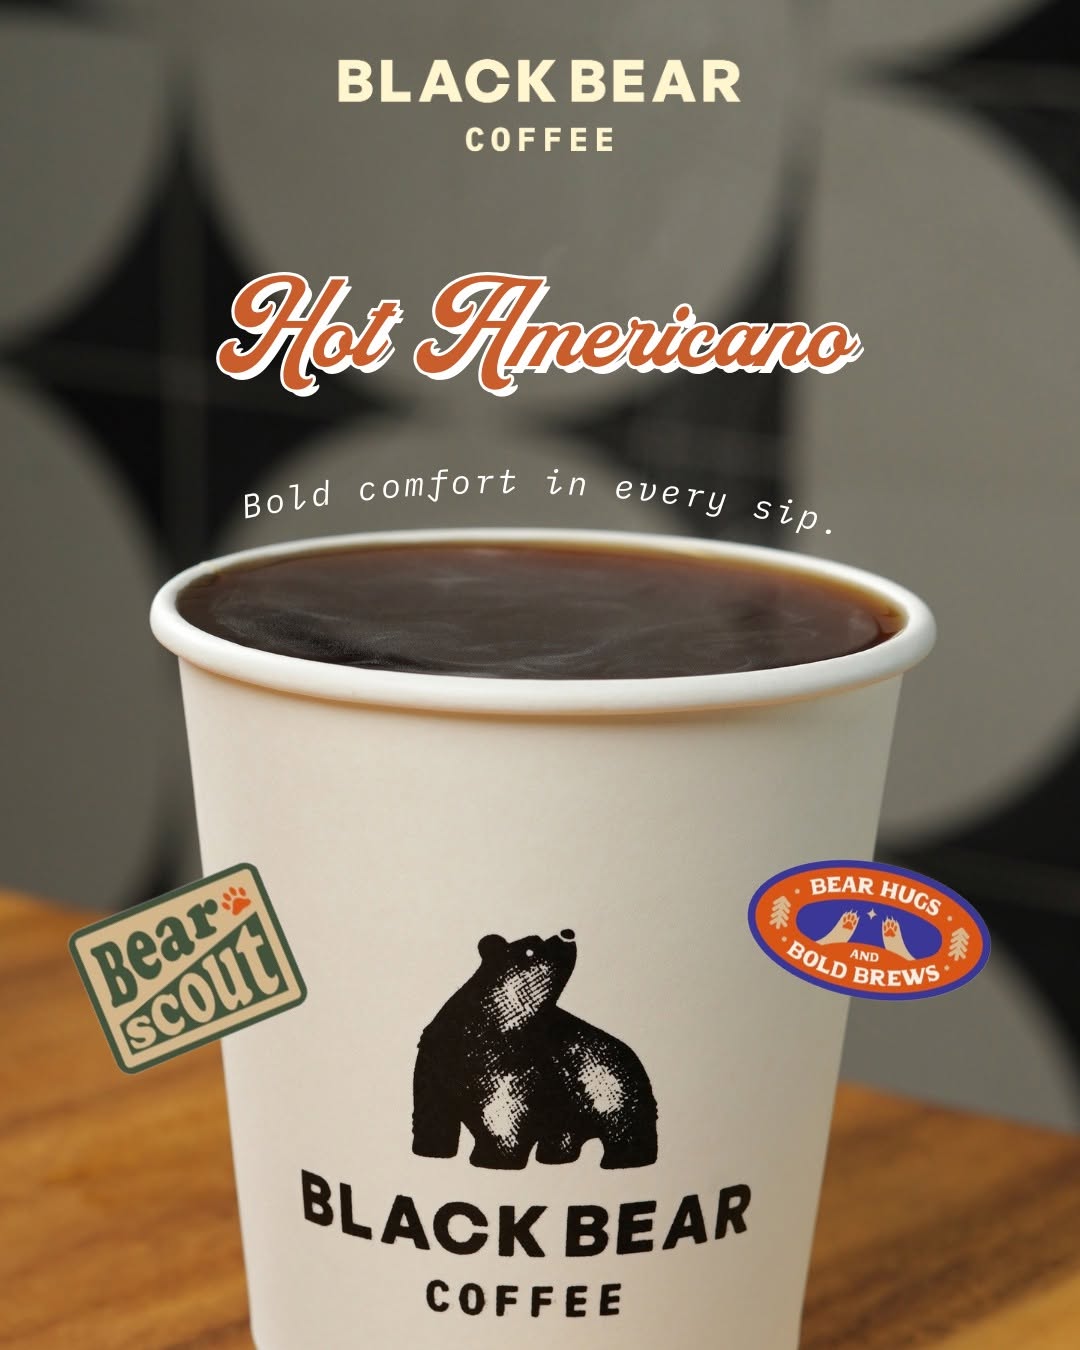 BLACK BEAR
COFFEE
Hot Americano
Bold comfort in every sip.
Bear
scout
BEAR HUGS
AND
BOLD BREWS
BLACK BEAR
COFFEE